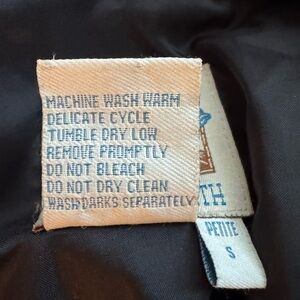 MACHINE WASH WARM
DELICATE CYCLE
TUMBLE DRY LOW
REMOVE PROMPTLY
DO NOT BLEACH
DO NOT DRY CLEAN
WASH DARKS SEPARATELY
TH
PETITE
S